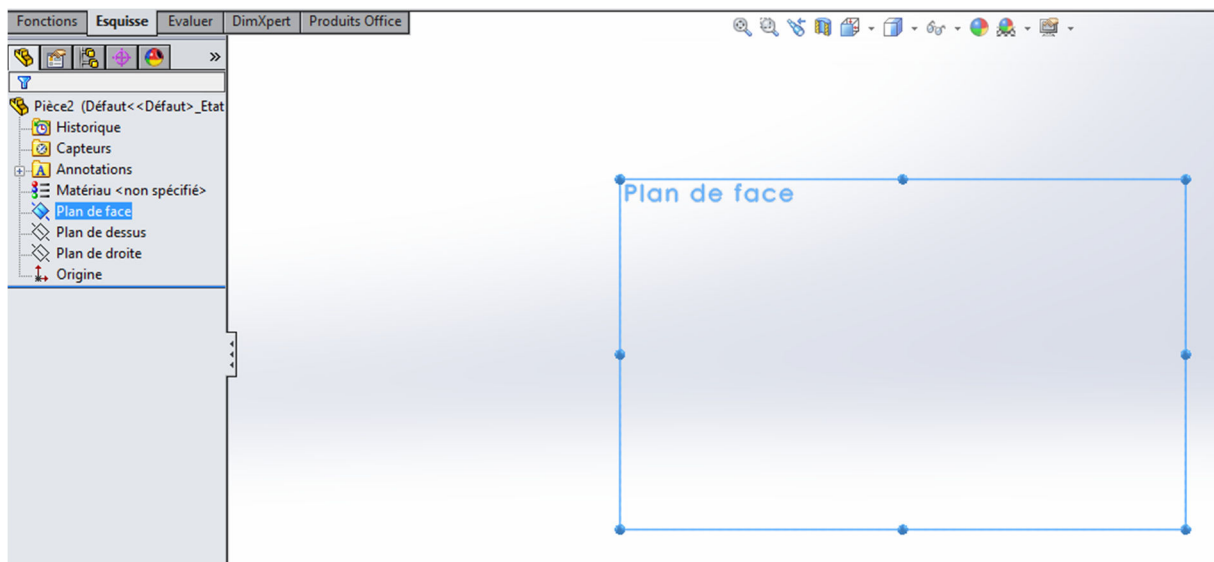 Fonctions Esquisse Evaluer DimXpert Produits Office
Pièce2 (Défaut<<Défaut>_Etat
Historique
Capteurs
A Annotations
Matériau <non spécifié>
Plan de face
Plan de dessus
Plan de droite
Origine
Plan de face